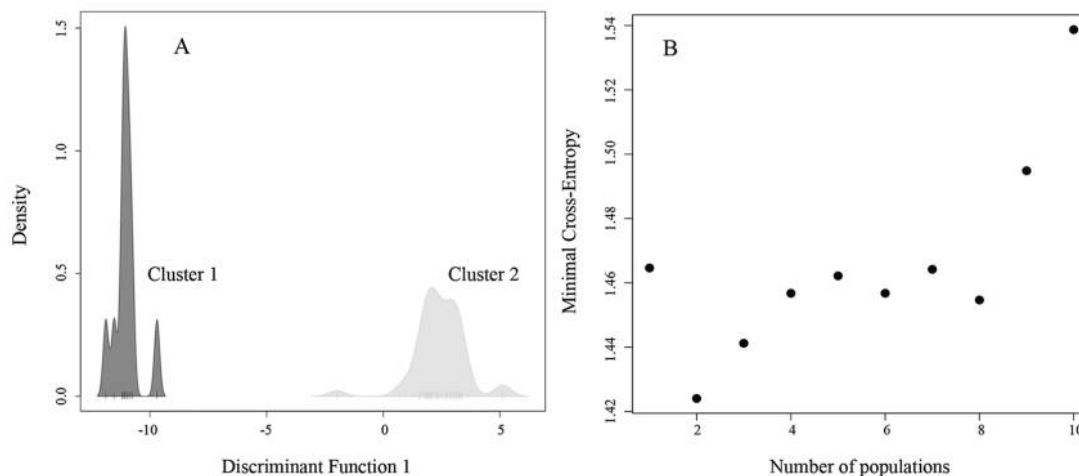 A
Density
1.5
1.0
0.5
0.0
Cluster 1
Cluster 2
-10
-5
0
5
Discriminant Function 1
B
Minimal Cross-Entropy
1.54
1.52
1.50
1.48
1.46
1.44
1.42
2
4
6
8
10
Number of populations